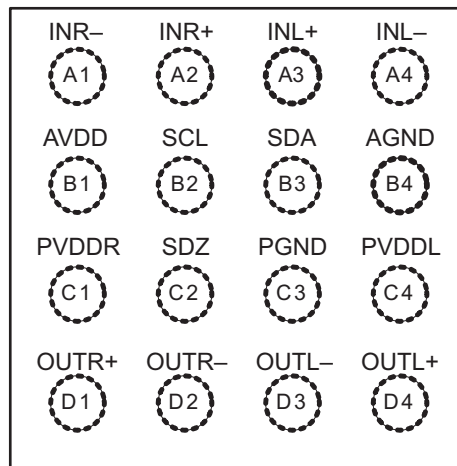 INR– INR+ INL+ INL–
A1 A2 A3 A4
AVDD SCL SDA AGND
B1 B2 B3 B4
PVDDR SDZ PGND PVDDL
C1 C2 C3 C4
OUTR+ OUTR– OUTL– OUTL+
D1 D2 D3 D4